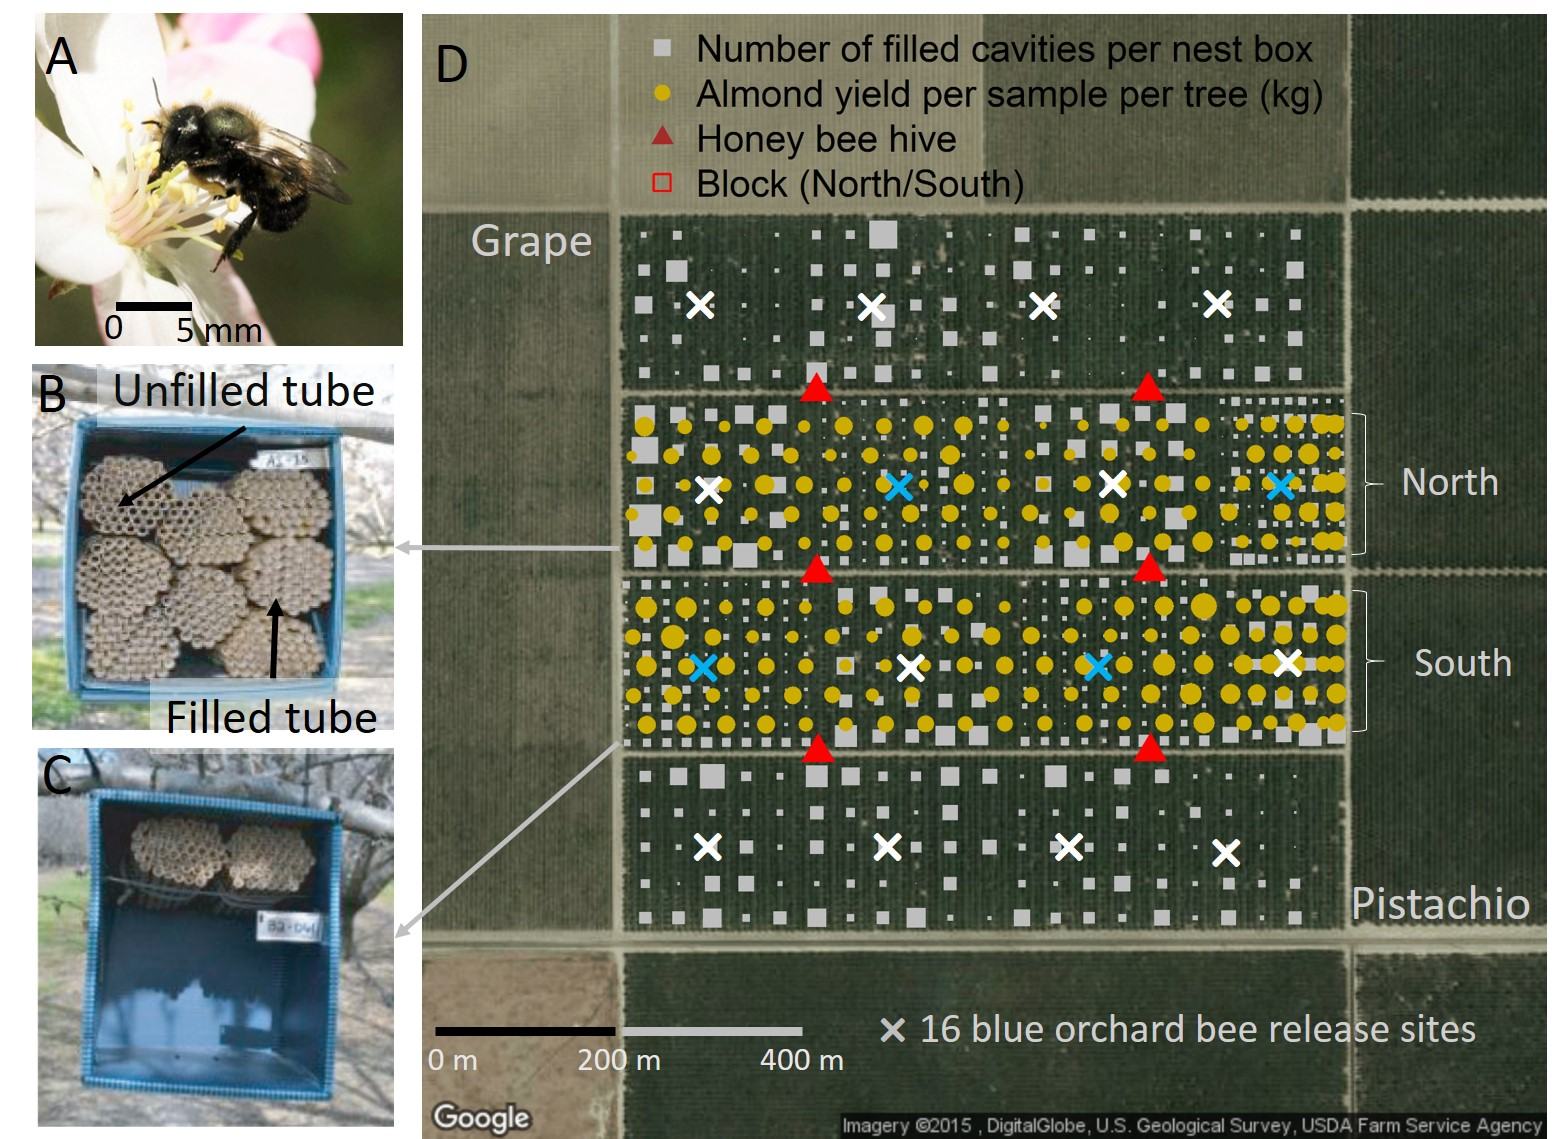 A
0 5 mm
B
Unfilled tube
Filled tube
C
D
Number of filled cavities per nest box
Almond yield per sample per tree (kg)
Honey bee hive
Block (North/South)
Grape
North
South
Pistachio
0 m 200 m 400 m
16 blue orchard bee release sites
Google
Imagery ©2015 , DigitalGlobe, U.S. Geological Survey, USDA Farm Service Agency